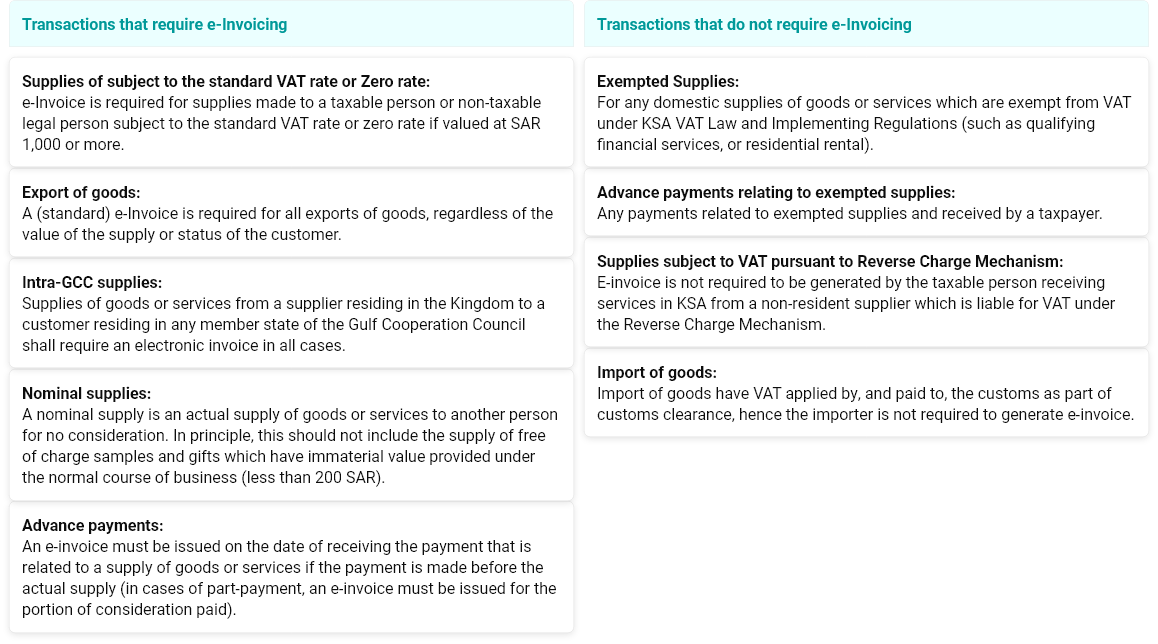 Transactions that require e-Invoicing
Supplies of subject to the standard VAT rate or Zero rate:
e-Invoice is required for supplies made to a taxable person or non-taxable
legal person subject to the standard VAT rate or zero rate if valued at SAR
1,000 or more.
Export of goods:
A (standard) e-Invoice is required for all exports of goods, regardless of the
value of the supply or status of the customer.
Intra-GCC supplies:
Supplies of goods or services from a supplier residing in the Kingdom to a
customer residing in any member state of the Gulf Cooperation Council
shall require an electronic invoice in all cases.
Nominal supplies:
A nominal supply is an actual supply of goods or services to another person
for no consideration. In principle, this should not include the supply of free
of charge samples and gifts which have immaterial value provided under
the normal course of business (less than 200 SAR).
Advance payments:
An e-invoice must be issued on the date of receiving the payment that is
related to a supply of goods or services if the payment is made before the
actual supply (in cases of part-payment, an e-invoice must be issued for the
portion of consideration paid).
Transactions that do not require e-Invoicing
Exempted Supplies:
For any domestic supplies of goods or services which are exempt from VAT
under KSA VAT Law and Implementing Regulations (such as qualifying
financial services, or residential rental).
Advance payments relating to exempted supplies:
Any payments related to exempted supplies and received by a taxpayer.
Supplies subject to VAT pursuant to Reverse Charge Mechanism:
E-invoice is not required to be generated by the taxable person receiving
services in KSA from a non-resident supplier which is liable for VAT under
the Reverse Charge Mechanism.
Import of goods:
Import of goods have VAT applied by, and paid to, the customs as part of
customs clearance, hence the importer is not required to generate e-invoice.